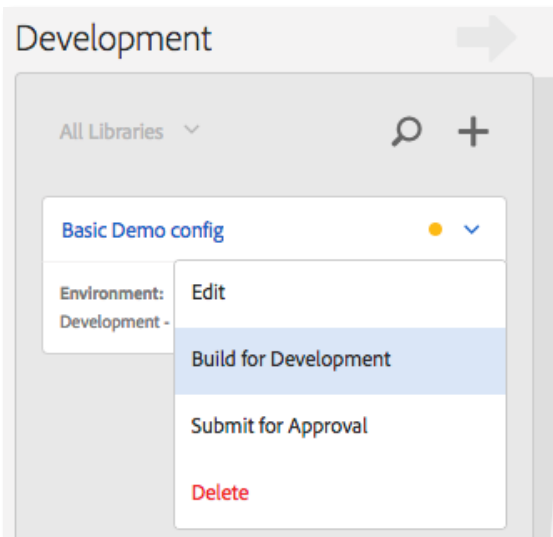 Development
All Libraries
Basic Demo config
Environment:
Development -
Edit
Build for Development
Submit for Approval
Delete